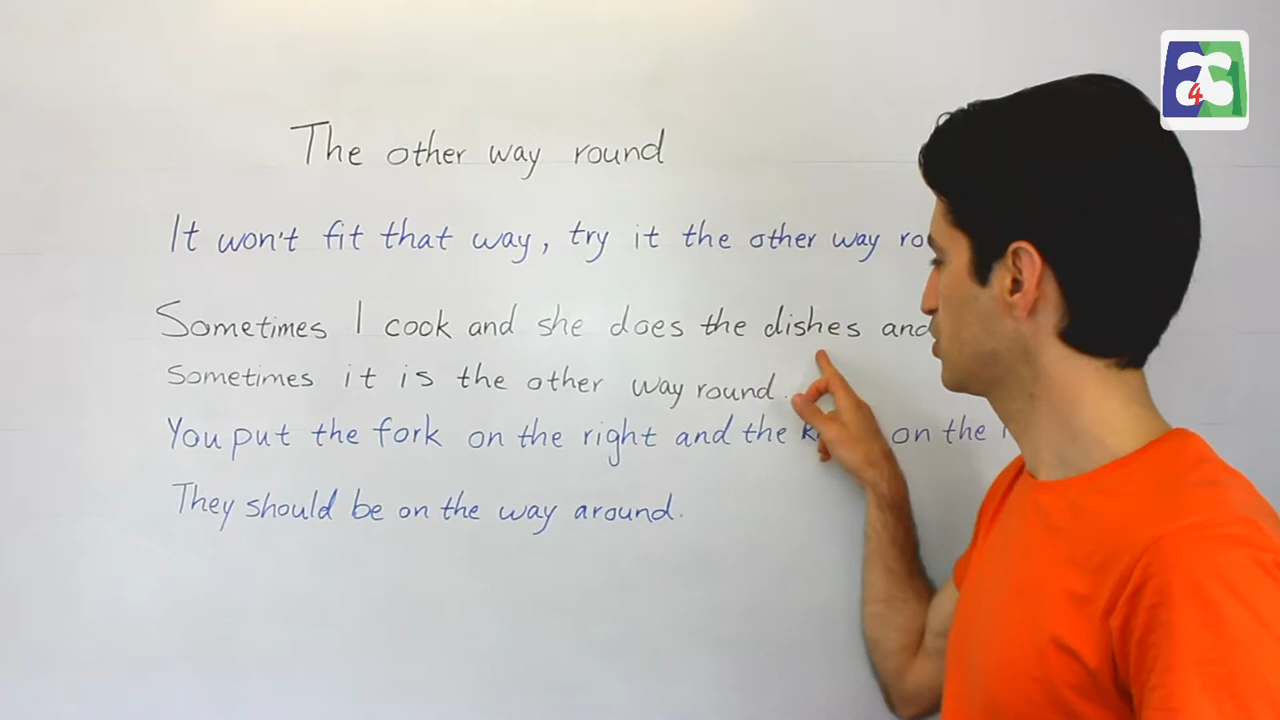 The other way round
It won't fit that way, try it the other way
Sometimes I cook and she does the dishes and
sometimes it is the other way round.
You put the fork on the right and the on the
They should be on the way around.
4